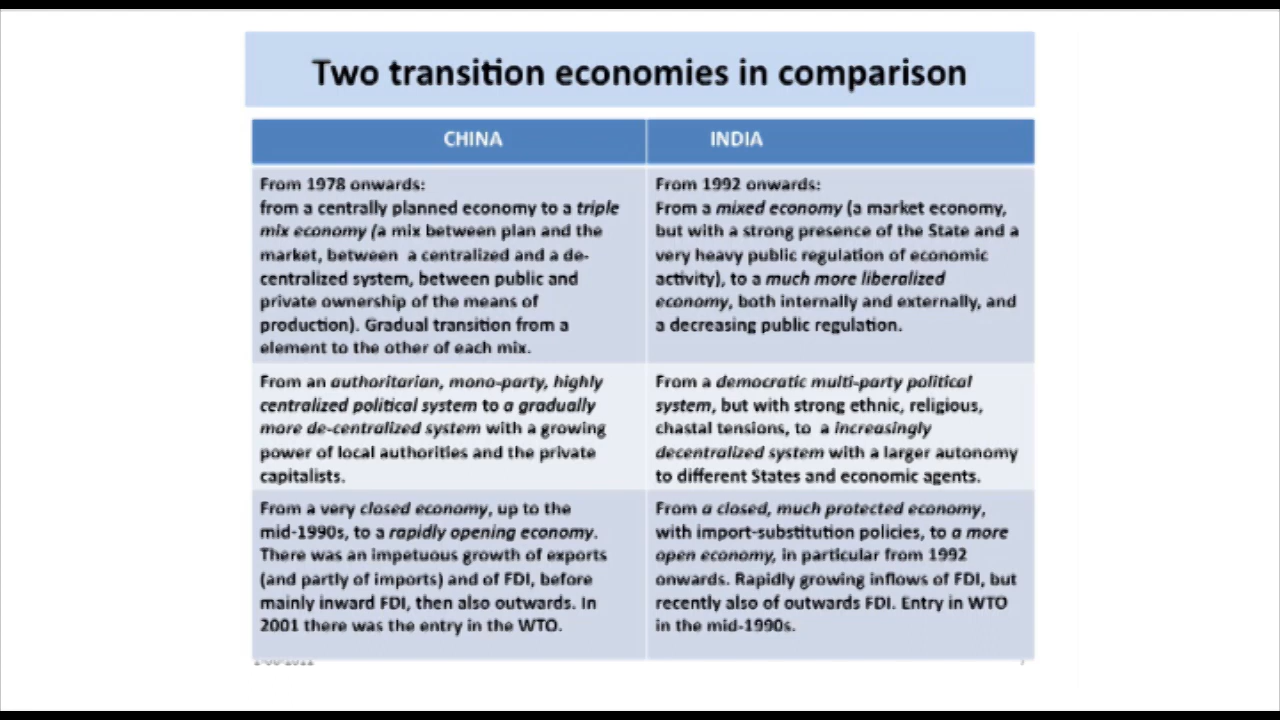 Two transition economies in comparison
CHINA
INDIA
From 1978 onwards:
from a centrally planned economy to a triple
mix economy (a mix between plan and the
market, between a centralized and a de-
centralized system, between public and
private ownership of the means of
production). Gradual transition from a
element to the other of each mix.
From 1992 onwards:
From a mixed economy (a market economy,
but with a strong presence of the State and a
very heavy public regulation of economic
activity), to a much more liberalized
economy, both internally and externally, and
a decreasing public regulation.
From an authoritarian, mono-party, highly
centralized political system to a gradually
more de-centralized system with a growing
power of local authorities and the private
capitalists.
From a democratic multi-party political
system, but with strong ethnic, religious,
chastal tensions, to a increasingly
decentralized system with a larger autonomy
to different States and economic agents.
From a very closed economy, up to the
mid-1990s, to a rapidly opening economy.
There was an impetuous growth of exports
(and partly of imports) and of FDI, before
mainly inward FDI, then also outwards. In
2001 there was the entry in the WTO.
From a closed, much protected economy,
with import-substitution policies, to a more
open economy, in particular from 1992
onwards. Rapidly growing inflows of FDI, but
recently also of outwards FDI. Entry in WTO
in the mid-1990s.